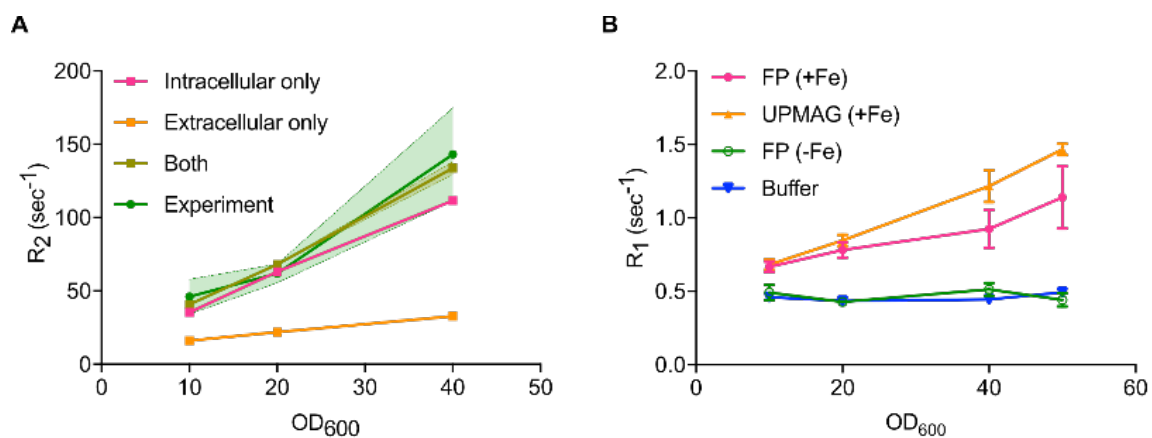 A
R2 (sec-1)
200
150
100
50
0
0 10 20 30 40 50
OD600
Intracellular only
Extracellular only
Both
Experiment
B
R1 (sec-1)
2.0
1.5
1.0
0.5
0.0
0 20 40 60
OD600
FP (+Fe)
UPMAG (+Fe)
FP (-Fe)
Buffer